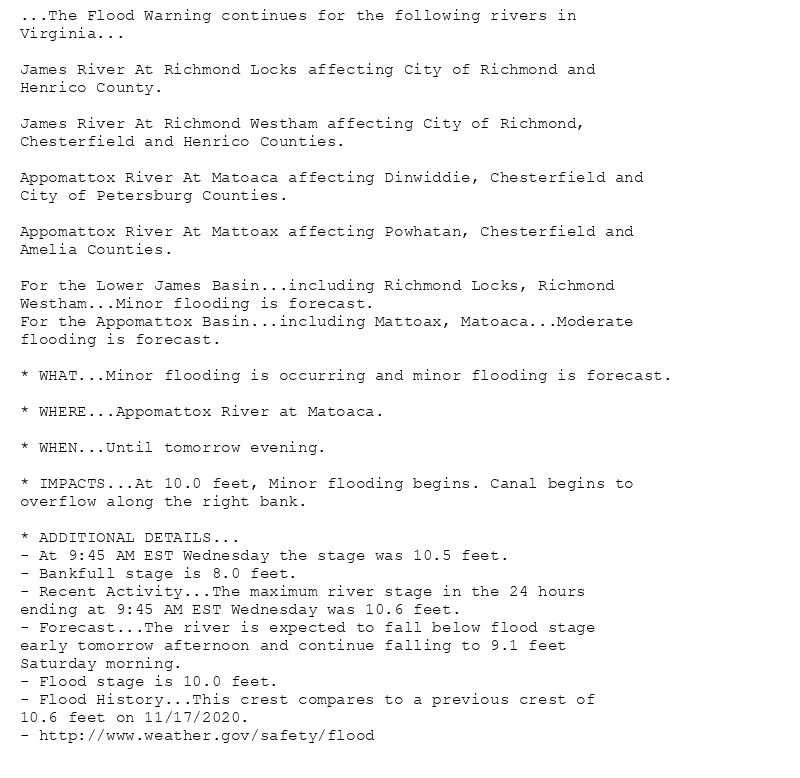 ...The Flood Warning continues for the following rivers in
Virginia...
James River At Richmond Locks affecting City of Richmond and
Henrico County.
James River At Richmond Westham affecting City of Richmond,
Chesterfield and Henrico Counties.
Appomattox River At Matoaca affecting Dinwiddie, Chesterfield and
City of Petersburg Counties.
Appomattox River At Mattoax affecting Powhatan, Chesterfield and
Amelia Counties.
For the Lower James Basin...including Richmond Locks, Richmond
Westham...Minor flooding is forecast.
For the Appomattox Basin...including Mattoax, Matoaca...Moderate
flooding is forecast.
* WHAT...Minor flooding is occurring and minor flooding is forecast.
* WHERE...Appomattox River at Matoaca.
* WHEN...Until tomorrow evening.
* IMPACTS...At 10.0 feet, Minor flooding begins. Canal begins to
overflow along the right bank.
* ADDITIONAL DETAILS...
- At 9:45 AM EST Wednesday the stage was 10.5 feet.
- Bankfull stage is 8.0 feet.
- Recent Activity...The maximum river stage in the 24 hours
ending at 9:45 AM EST Wednesday was 10.6 feet.
- Forecast...The river is expected to fall below flood stage
early tomorrow afternoon and continue falling to 9.1 feet
Saturday morning.
- Flood stage is 10.0 feet.
- Flood History...This crest compares to a previous crest of
10.6 feet on 11/17/2020.
- http://www.weather.gov/safety/flood